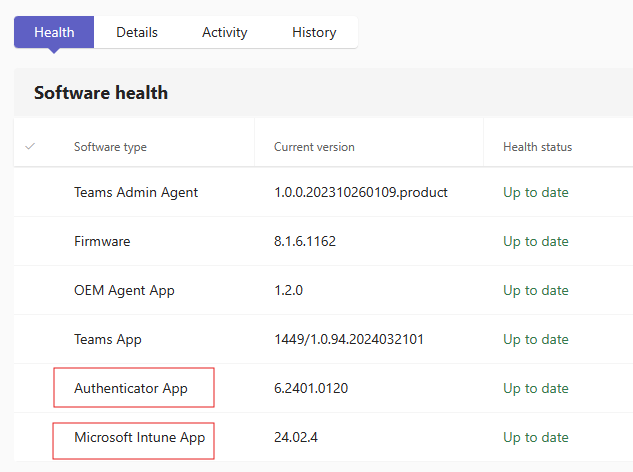 Health Details Activity History
Software health
Software type Current version Health status
Teams Admin Agent 1.0.0.202310260109.product Up to date
Firmware 8.1.6.1162 Up to date
OEM Agent App 1.2.0 Up to date
Teams App 1449/1.0.94.2024032101 Up to date
Authenticator App 6.2401.0120 Up to date
Microsoft Intune App 24.02.4 Up to date